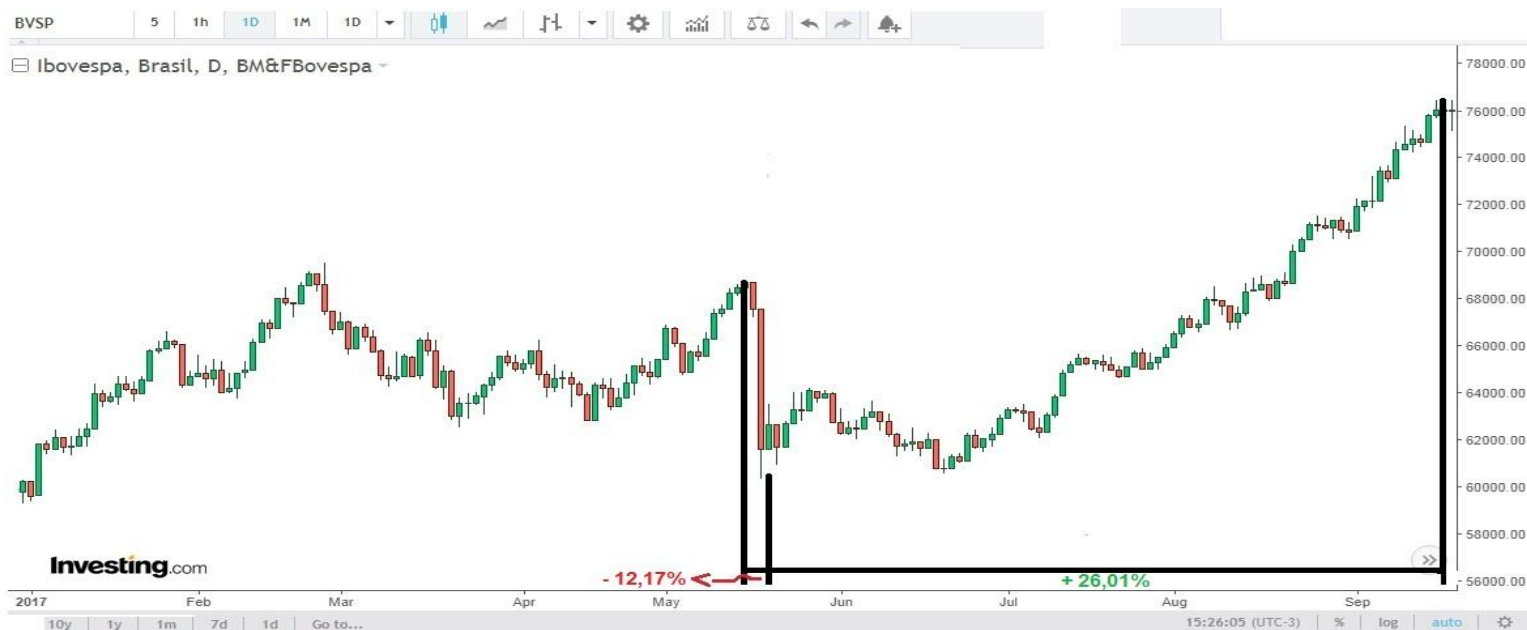 BVSP 5 1h 1D 1M 1D
Ibovespa, Brasil, D, BM&FBovespa
78000.00
76000.00
74000.00
72000.00
70000.00
68000.00
66000.00
64000.00
62000.00
60000.00
58000.00
56000.00
Investing.com
- 12,17%
+ 26,01%
2017 Feb Mar Apr May Jun Jul Aug Sep
10y 1y 1m 7d 1d Go to... 15:26:05 (UTC-3) % log auto